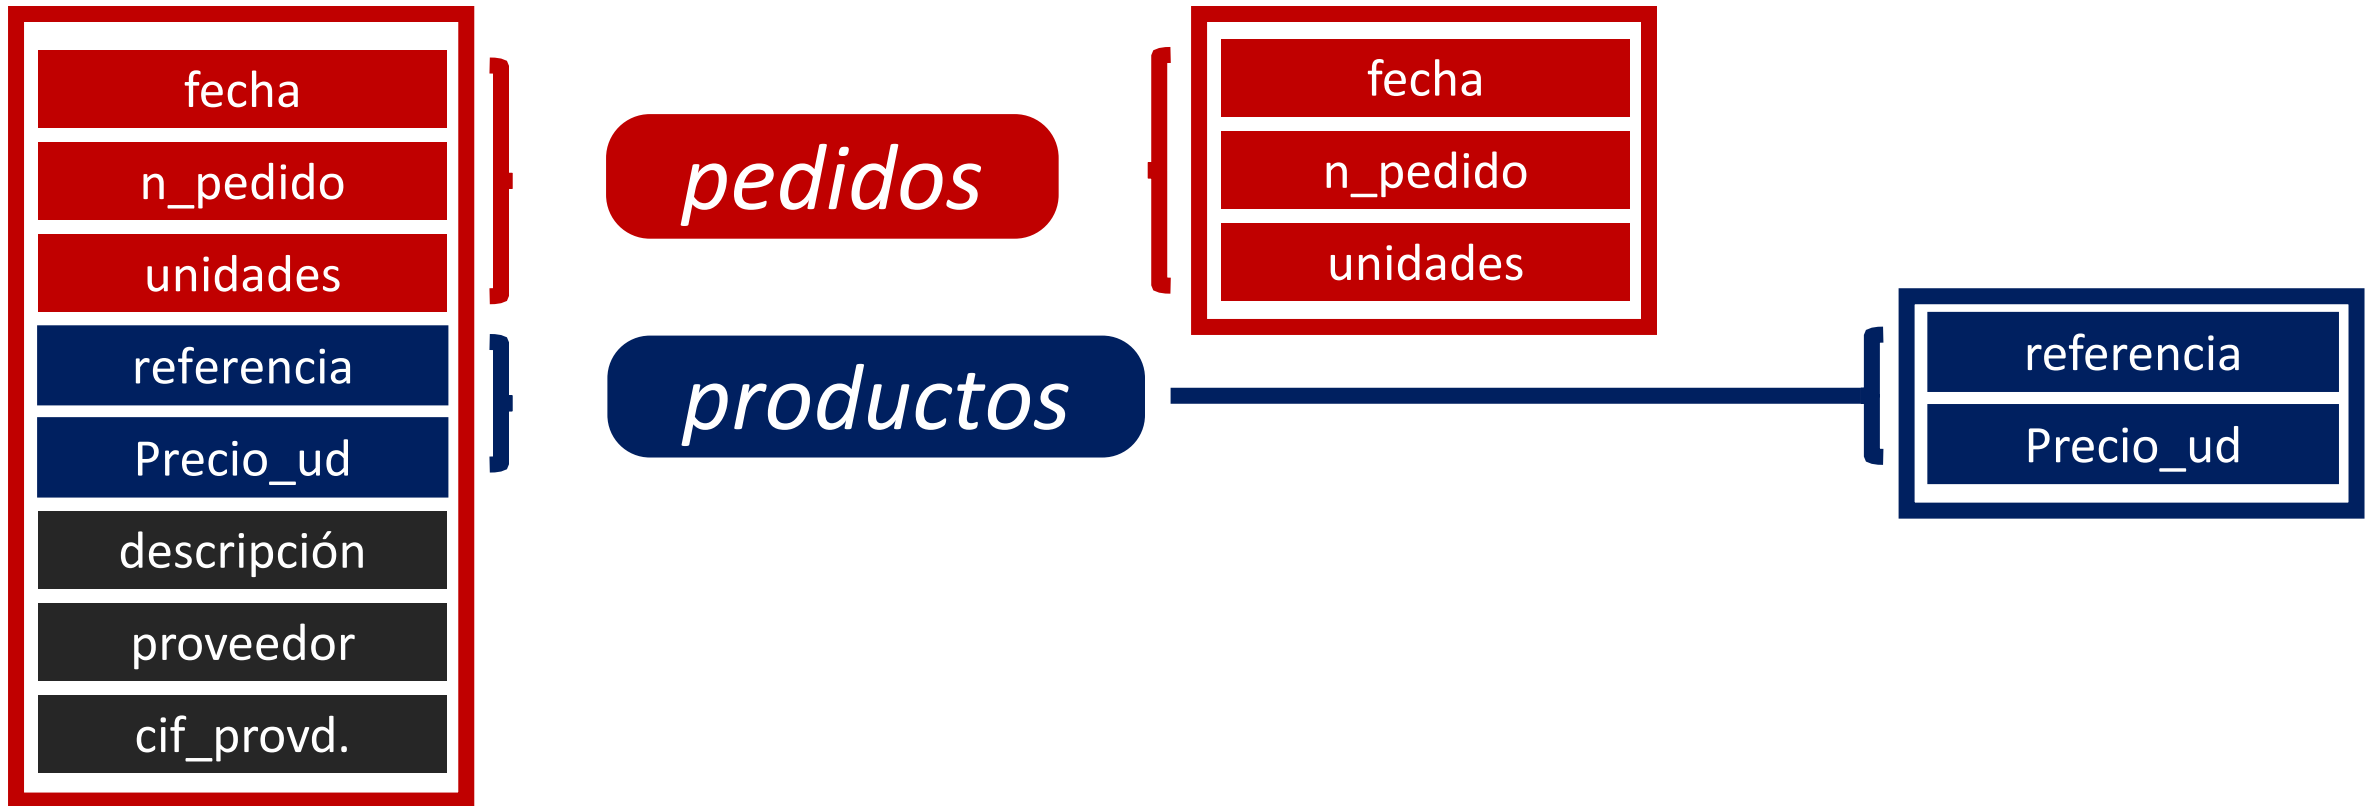 fecha
n_pedido
unidades
referencia
Precio_ud
descripción
proveedor
cif_provd.
pedidos
productos
fecha
n_pedido
unidades
referencia
Precio_ud